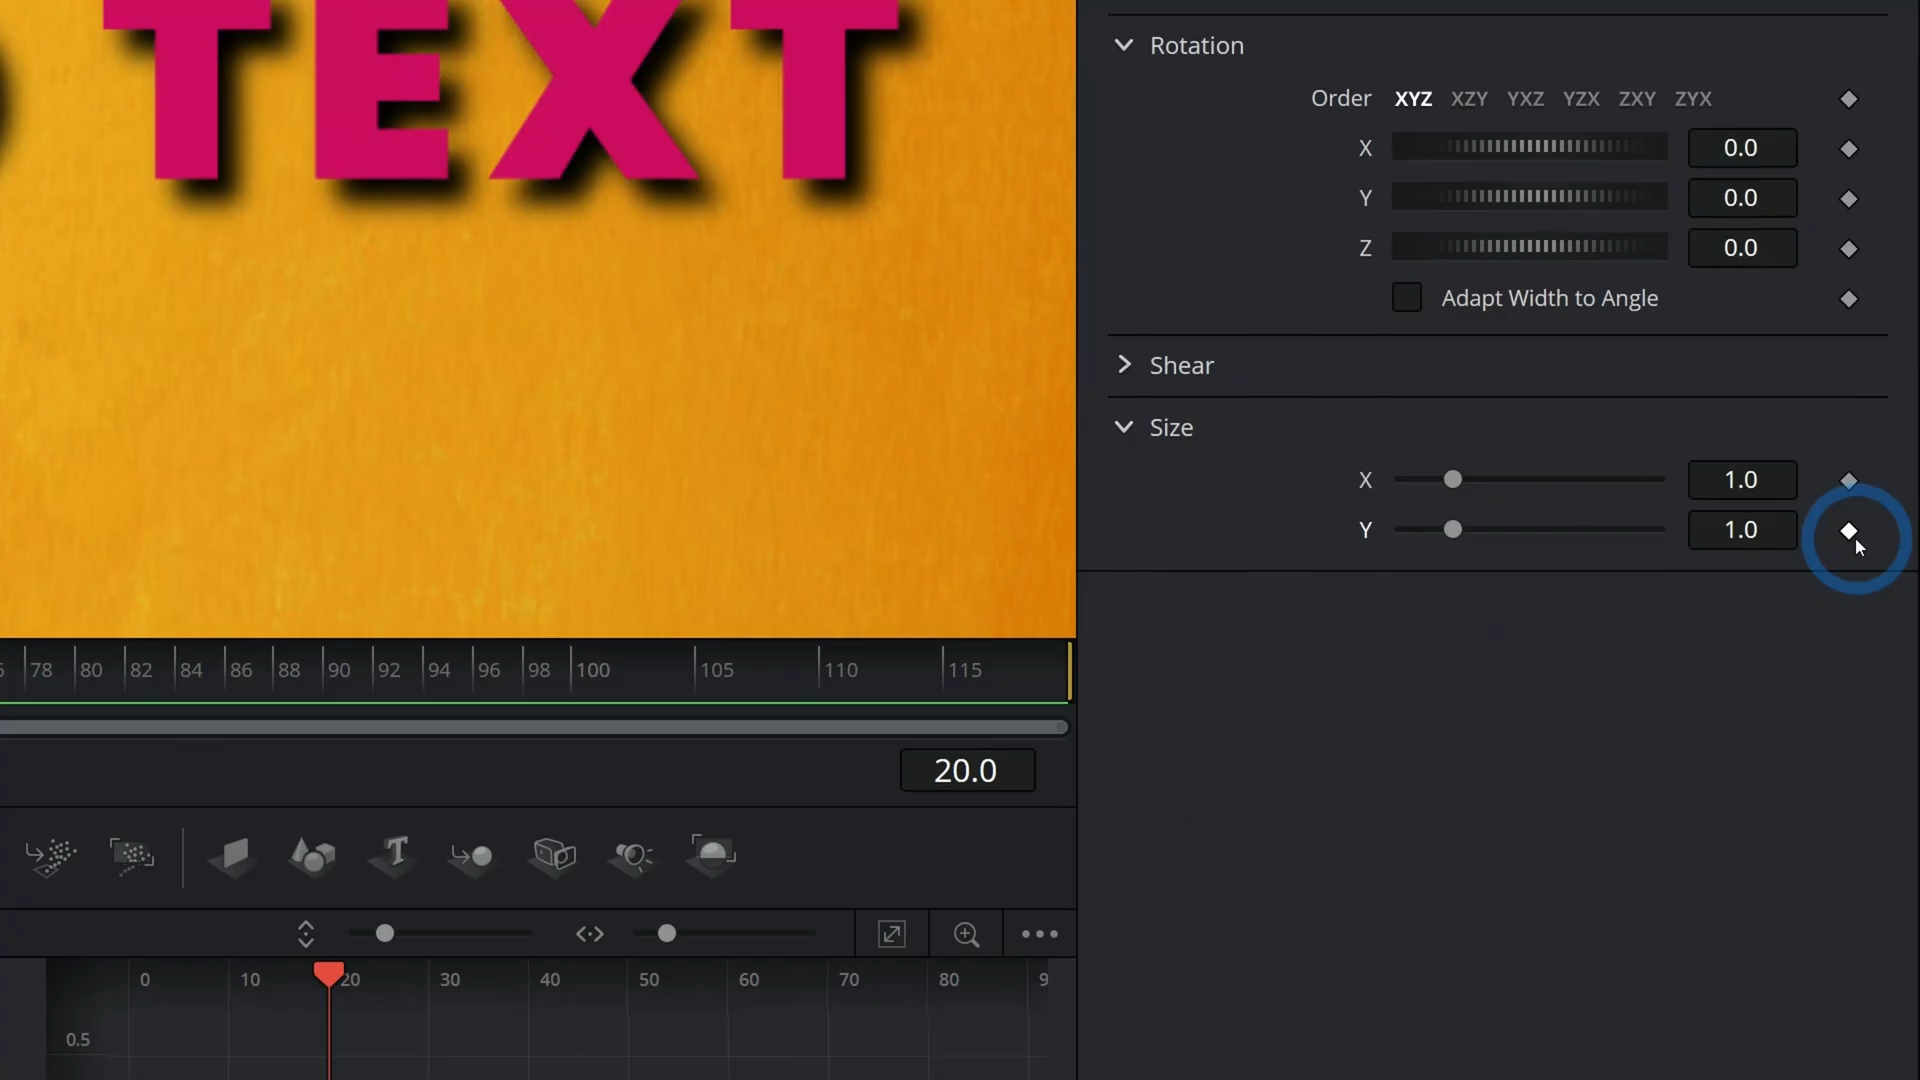 TEXT
Rotation
Order XYZ XZY YXZ YZX ZXY ZYX
X 0.0
Y 0.0
Z 0.0
Adapt Width to Angle
Shear
Size
X 1.0
Y 1.0
78 80 82 84 86 88 90 92 94 96 98 100 105 110 115
20.0
T
0 10 20 30 40 50 60 70 80 9
0.5